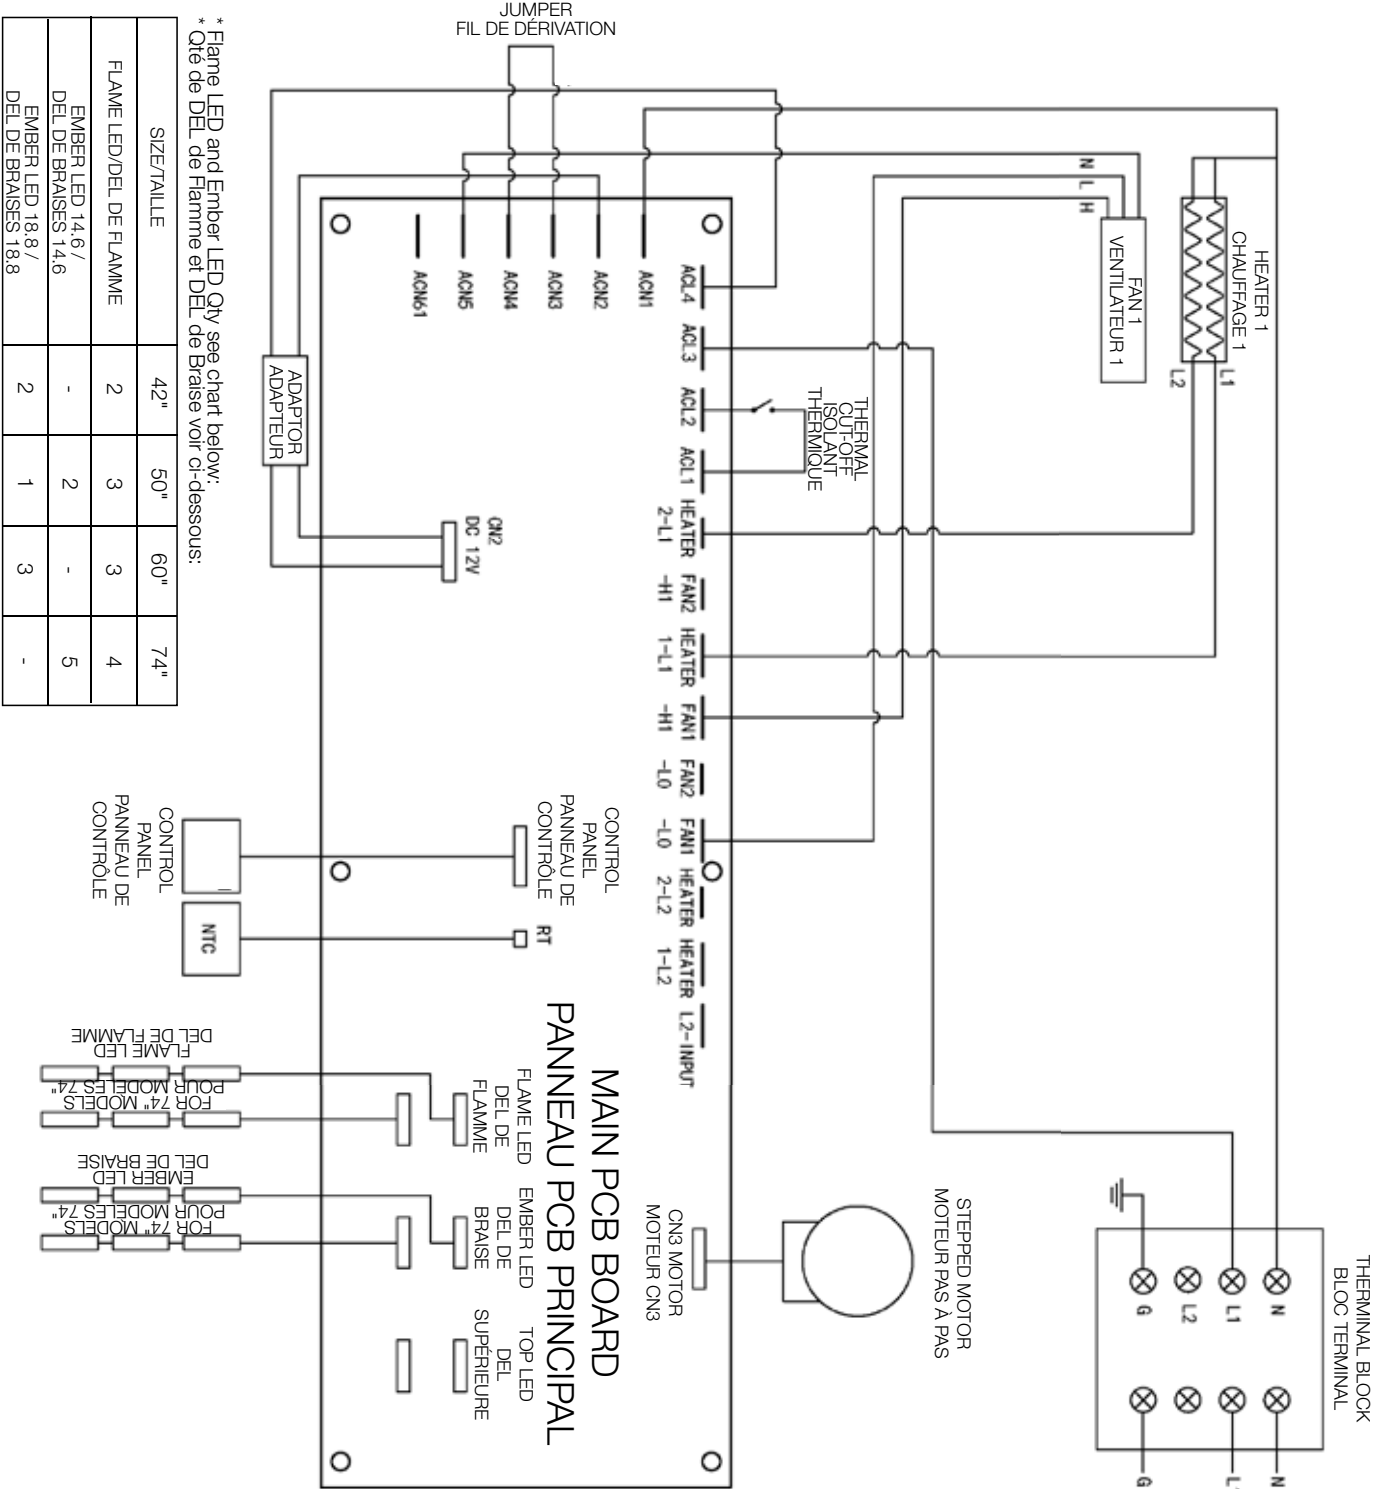 JUMPER
FIL DE DÉRIVATION
THERMINAL BLOCK
BLOC TERMINAL
N
L1
L2
G
N
G
HEATER 1
CHAUFFAGE 1
L1
L2
FAN 1
VENTILATEUR 1
N
L
H
THERMAL
CUT-OFF
ISOLANT
THERMIQUE
STEPPED MOTOR
MOTEUR PAS À PAS
ACL4
ACL3
ACL2
ACL1
HEATER
2-L1
FAN2
-H1
HEATER
1-L1
FAN1
-H1
FAN2
-LO
FAN1
-LO
HEATER
2-L2
HEATER
1-L2
L2-INPUT
ACN1
ACN2
ACN3
ACN4
ACN5
ACN61
CN3 MOTOR
MOTEUR CN3
MAIN PCB BOARD
PANNEAU PCB PRINCIPAL
CN2
DC 12V
CONTROL
PANEL
PANNEAU DE
CONTRÔLE
RT
FLAME LED
DEL DE
FLAMME
EMBER LED
DEL DE
BRAISE
TOP LED
DEL
SUPÉRIEURE
ADAPTOR
ADAPTEUR
CONTROL
PANEL
PANNEAU DE
CONTRÔLE
NTC
FLAME LED
DEL DE FLAMME
FOR 74" MODELS
POUR MODELES 74"
EMBER LED
DEL DE BRAISE
FOR 74" MODELS
POUR MODELES 74"
* Flame LED and Ember LED Qty see chart below:
* Qté de DEL de Flamme et DEL de Braise voir ci-dessous:
SIZE/TAILLE 42" 50" 60" 74"
FLAME LED/DEL DE FLAMME 2 3 3 4
EMBER LED 14.6 /
DEL DE BRAISES 14.6 - 2 - 5
EMBER LED 18.8 /
DEL DE BRAISES 18.8 2 1 3 -